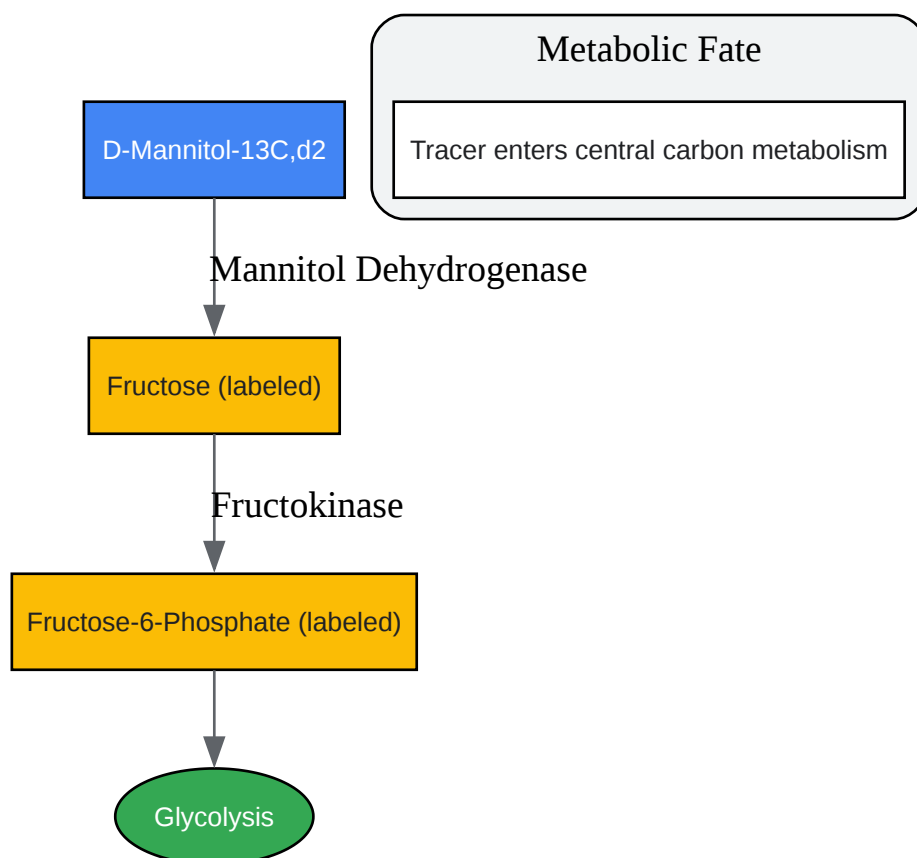 Metabolic Fate
D-Mannitol-13C,d2
Tracer enters central carbon metabolism
Mannitol Dehydrogenase
Fructose (labeled)
Fructokinase
Fructose-6-Phosphate (labeled)
Glycolysis